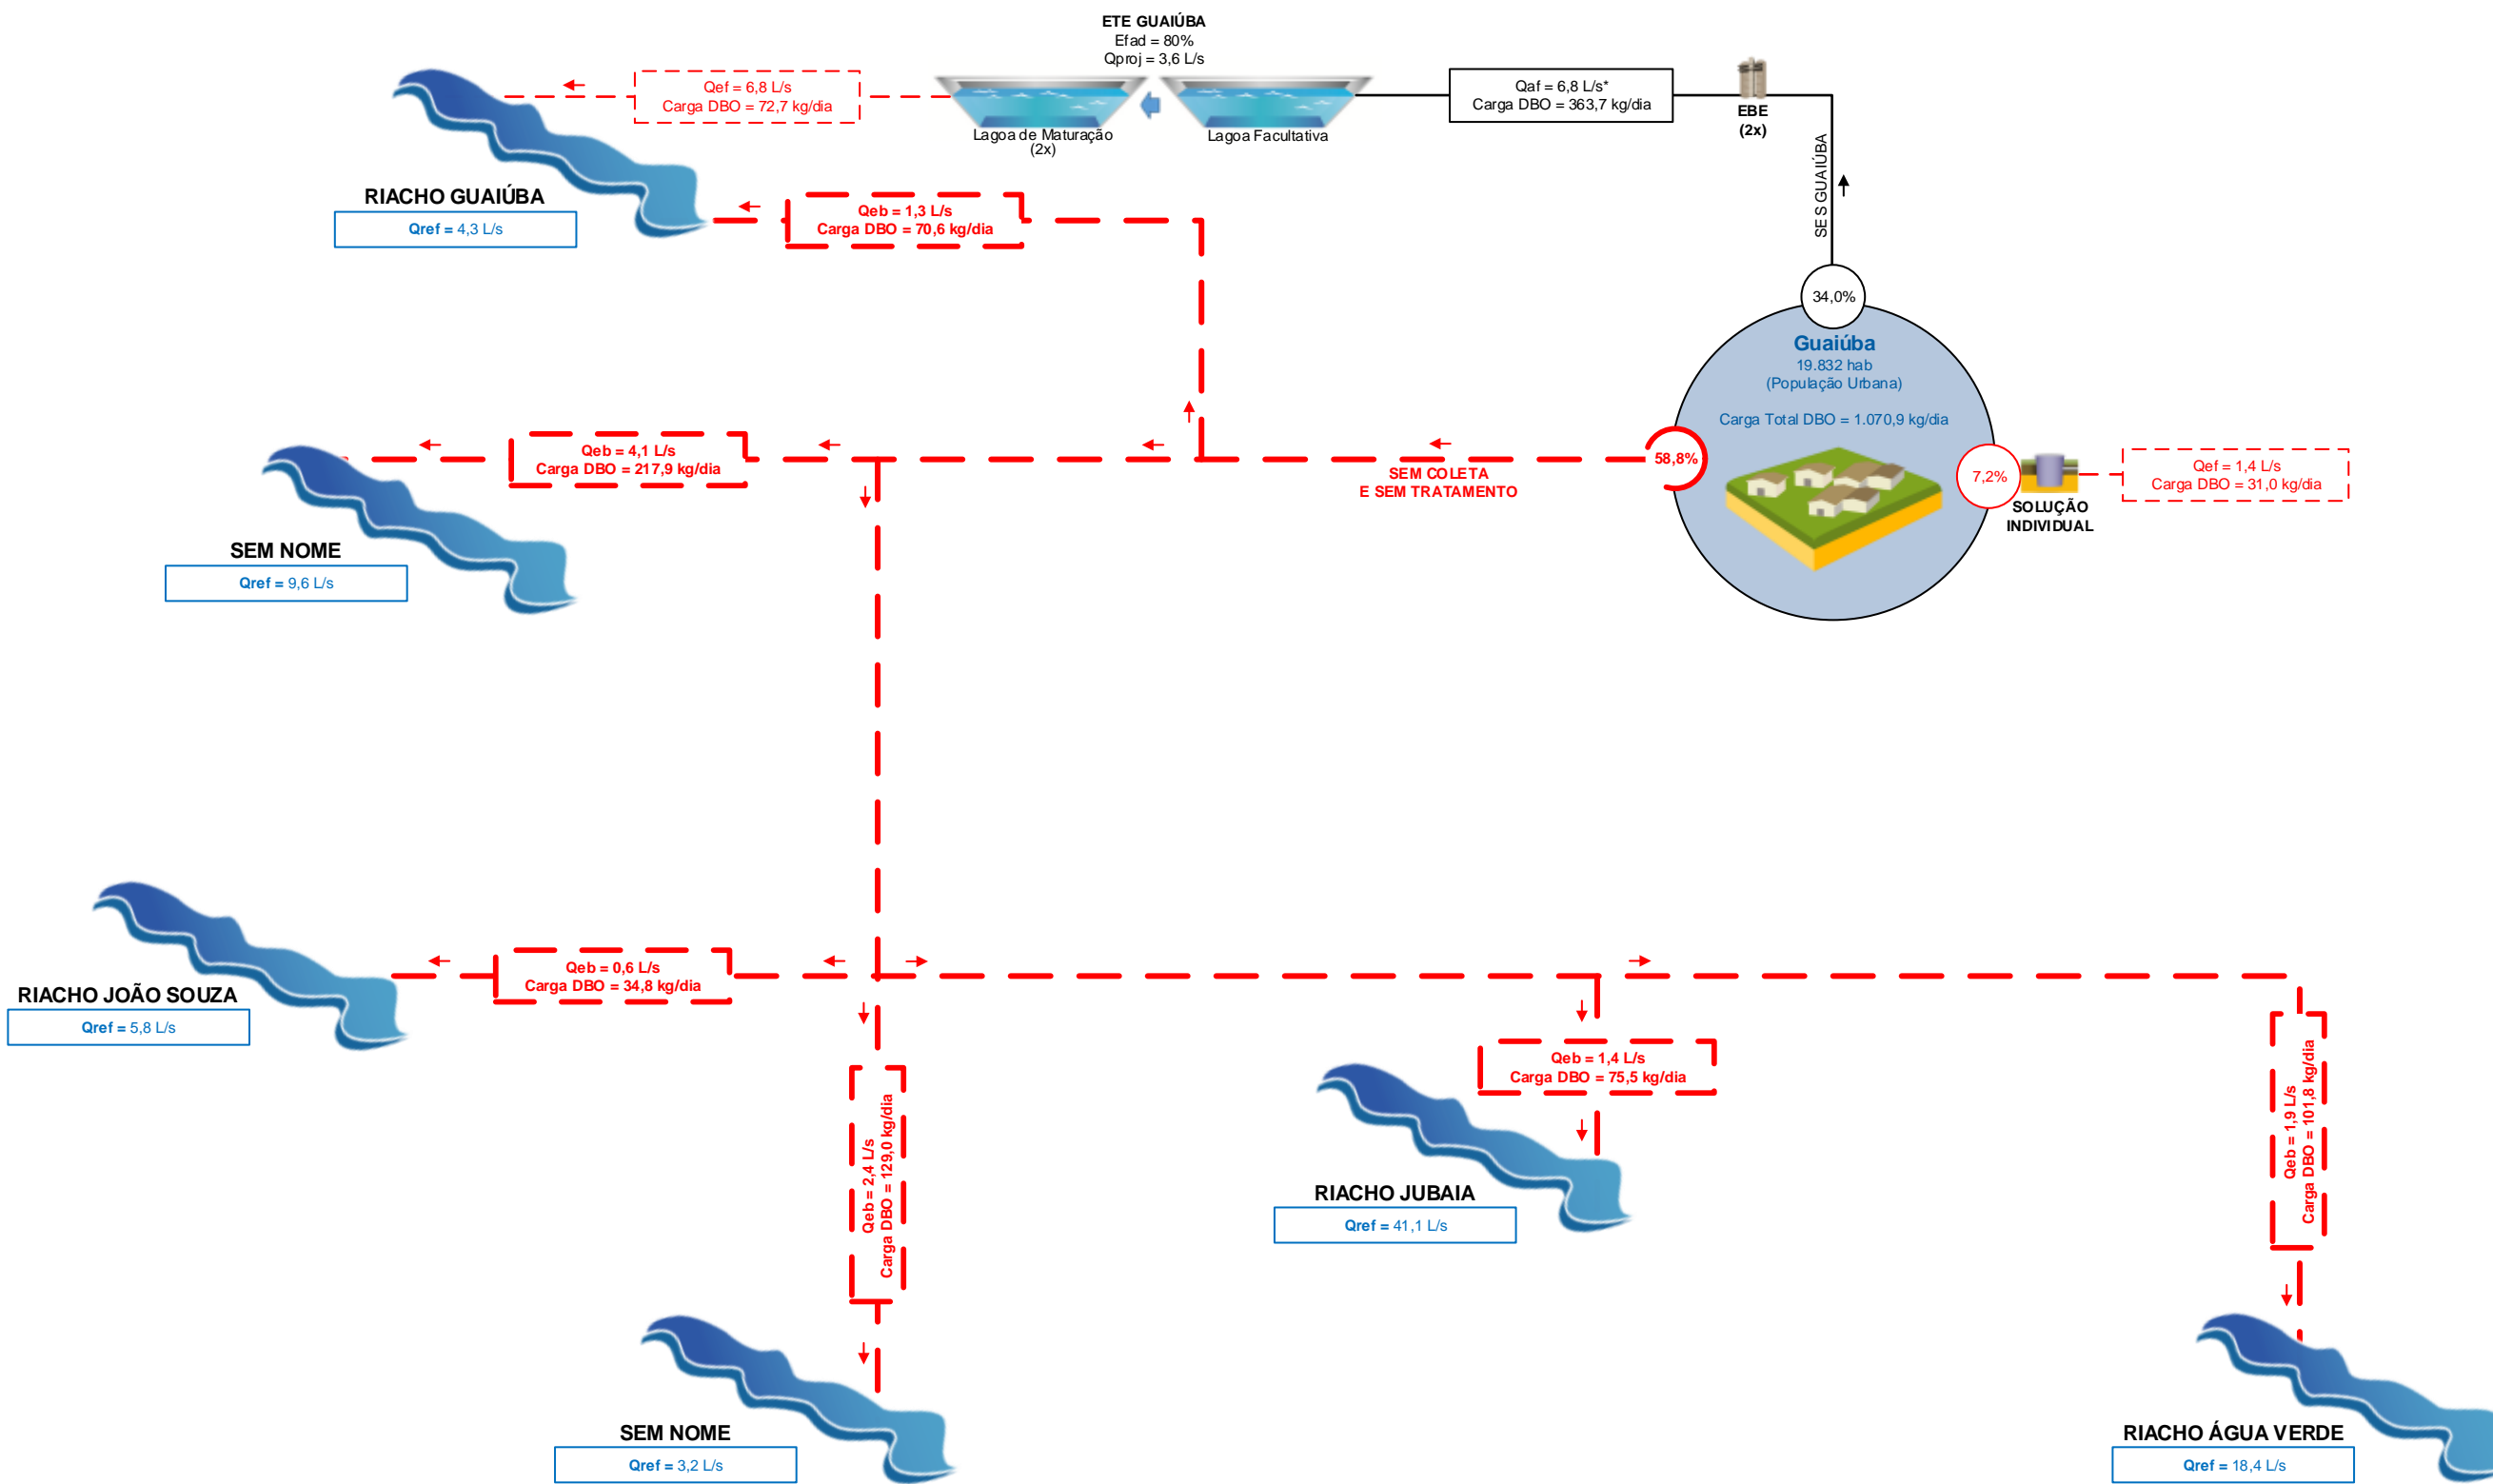 ETE GUAIÚBA
Efad = 80%
Qproj = 3,6 L/s
Qef = 6,8 L/s
Carga DBO = 72,7 kg/dia
Lagoa de Maturação
(2x)
Lagoa Facultativa
Qaf = 6,8 L/s*
Carga DBO = 363,7 kg/dia
EBE
(2x)
SES GUAIÚBA
RIACHO GUAIÚBA
Qref = 4,3 L/s
Qeb = 1,3 L/s
Carga DBO = 70,6 kg/dia
34,0%
Guaiúba
19.832 hab
(População Urbana)
Carga Total DBO = 1.070,9 kg/dia
58,8%
SEM COLETA
E SEM TRATAMENTO
7,2%
SOLUÇÃO
INDIVIDUAL
Qef = 1,4 L/s
Carga DBO = 31,0 kg/dia
Qeb = 4,1 L/s
Carga DBO = 217,9 kg/dia
SEM NOME
Qref = 9,6 L/s
Qeb = 0,6 L/s
Carga DBO = 34,8 kg/dia
RIACHO JOÃO SOUZA
Qref = 5,8 L/s
Qeb = 2,4 L/s
Carga DBO = 129,0 kg/dia
Qeb = 1,4 L/s
Carga DBO = 75,5 kg/dia
RIACHO JUBAIA
Qref = 41,1 L/s
Qeb = 1,9 L/s
Carga DBO = 101,8 kg/dia
SEM NOME
Qref = 3,2 L/s
RIACHO ÁGUA VERDE
Qref = 18,4 L/s